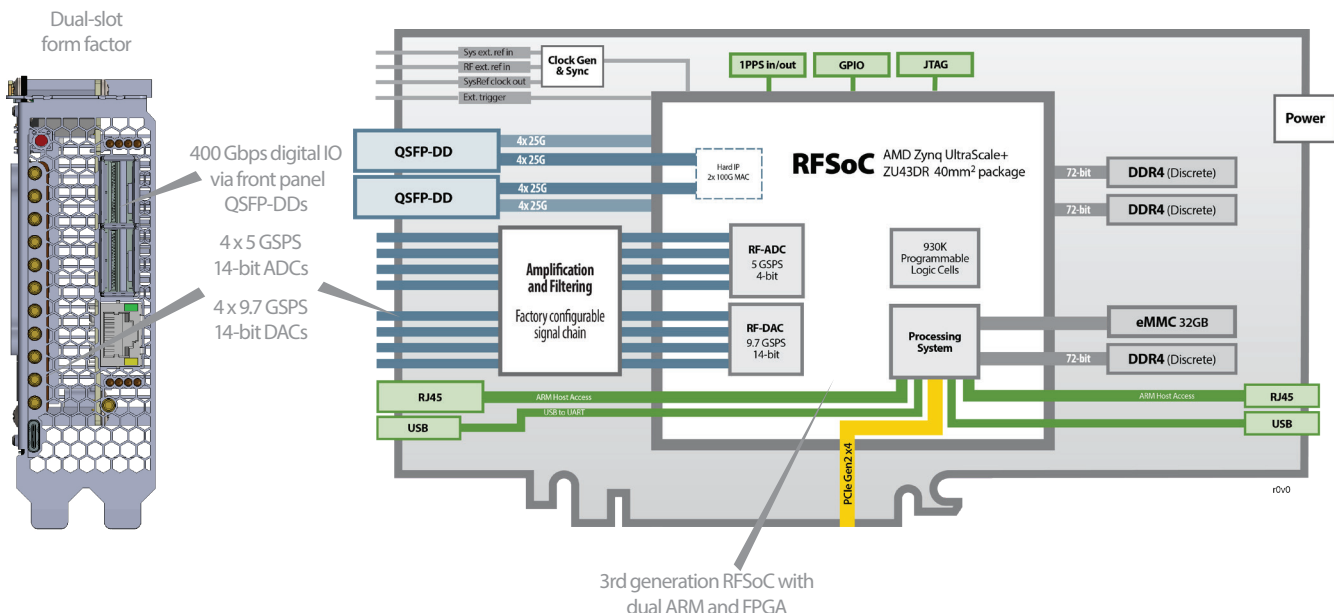 Dual-slot
form factor
400 Gbps digital IO
via front panel
QSFP-DDs
4 x 5 GSPS
14-bit ADCs
4 x 9.7 GSPS
14-bit DACs
Sys ext. ref in
RF ext. ref in
SysRef clock out
Ext. trigger
Clock Gen
& Sync
1PPS in/out
GPIO
JTAG
Power
QSFP-DD
QSFP-DD
4x 25G
4x 25G
4x 25G
4x 25G
Hard IP
2x 100G MAC
RFSoC
AMD Zynq UltraScale+
ZU43DR 40mm² package
72-bit
DDR4 (Discrete)
72-bit
DDR4 (Discrete)
Amplification
and Filtering
Factory configurable
signal chain
RF-ADC
5 GSPS
4-bit
RF-DAC
9.7 GSPS
14-bit
930K
Programmable
Logic Cells
Processing
System
eMMC 32GB
72-bit
DDR4 (Discrete)
RJ45
ARM Host Access
USB
USB to UART
ARM Host Access
RJ45
USB
PCIe Gen2 x4
r0v0
3rd generation RFSoC with
dual ARM and FPGA